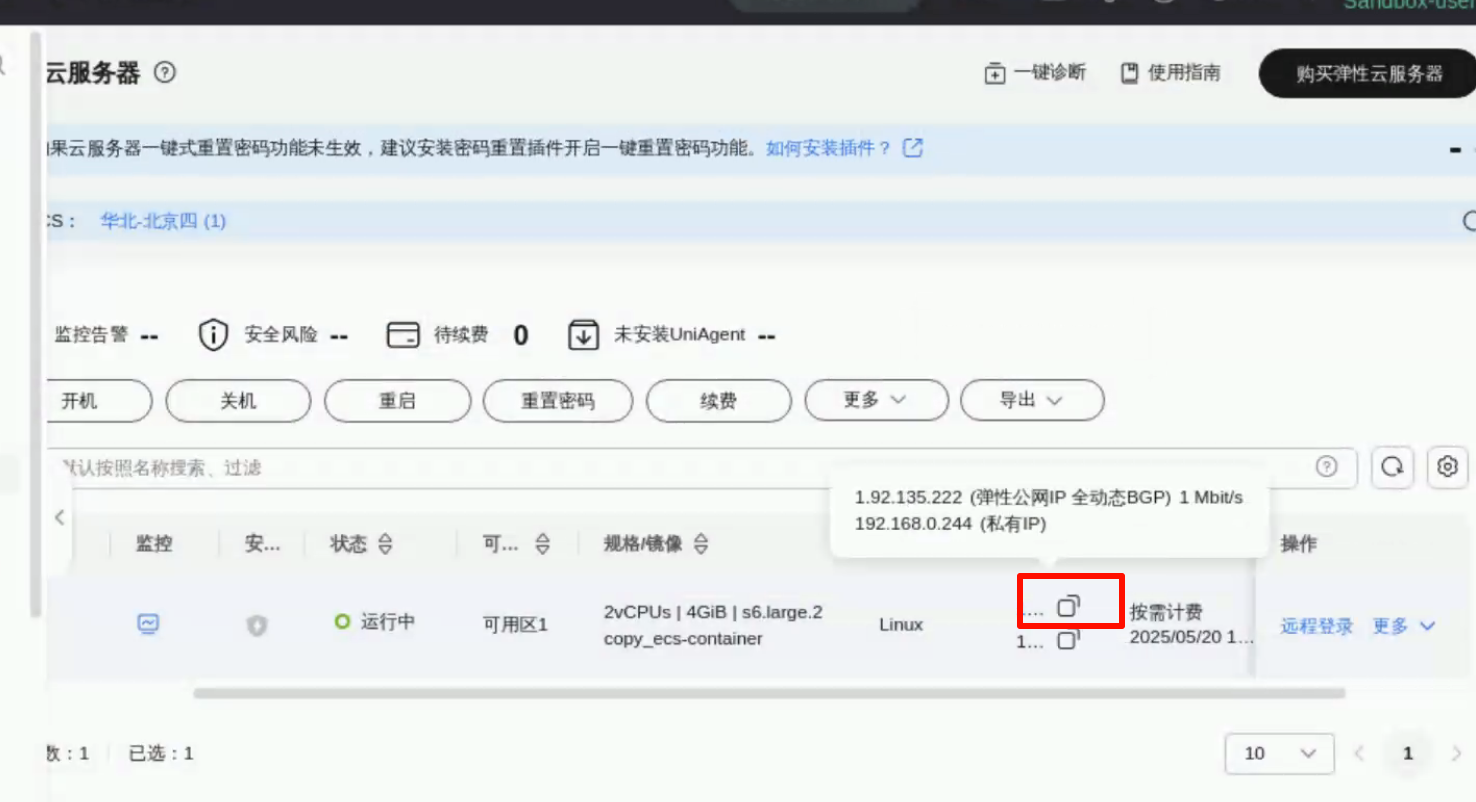 Sandbox-user
云服务器
一键诊断
使用指南
购买弹性云服务器
果云服务器一键式重置密码功能未生效，建议安装密码重置插件开启一键重置密码功能。如何安装插件？
CS： 华北-北京四 (1)
监控告警 --
安全风险 --
待续费 0
未安装UniAgent --
开机
关机
重启
重置密码
续费
更多
导出
默认按照名称搜索、过滤
1.92.135.222 (弹性公网IP 全动态BGP) 1 Mbit/s
192.168.0.244 (私有IP)
监控
安...
状态
可...
规格/镜像
操作
运行中
可用区1
2vCPUs | 4GiB | s6.large.2
copy_ecs-container
Linux
....
1...
按需计费
2025/05/20 1...
远程登录 更多
数：1
已选：1
10
1